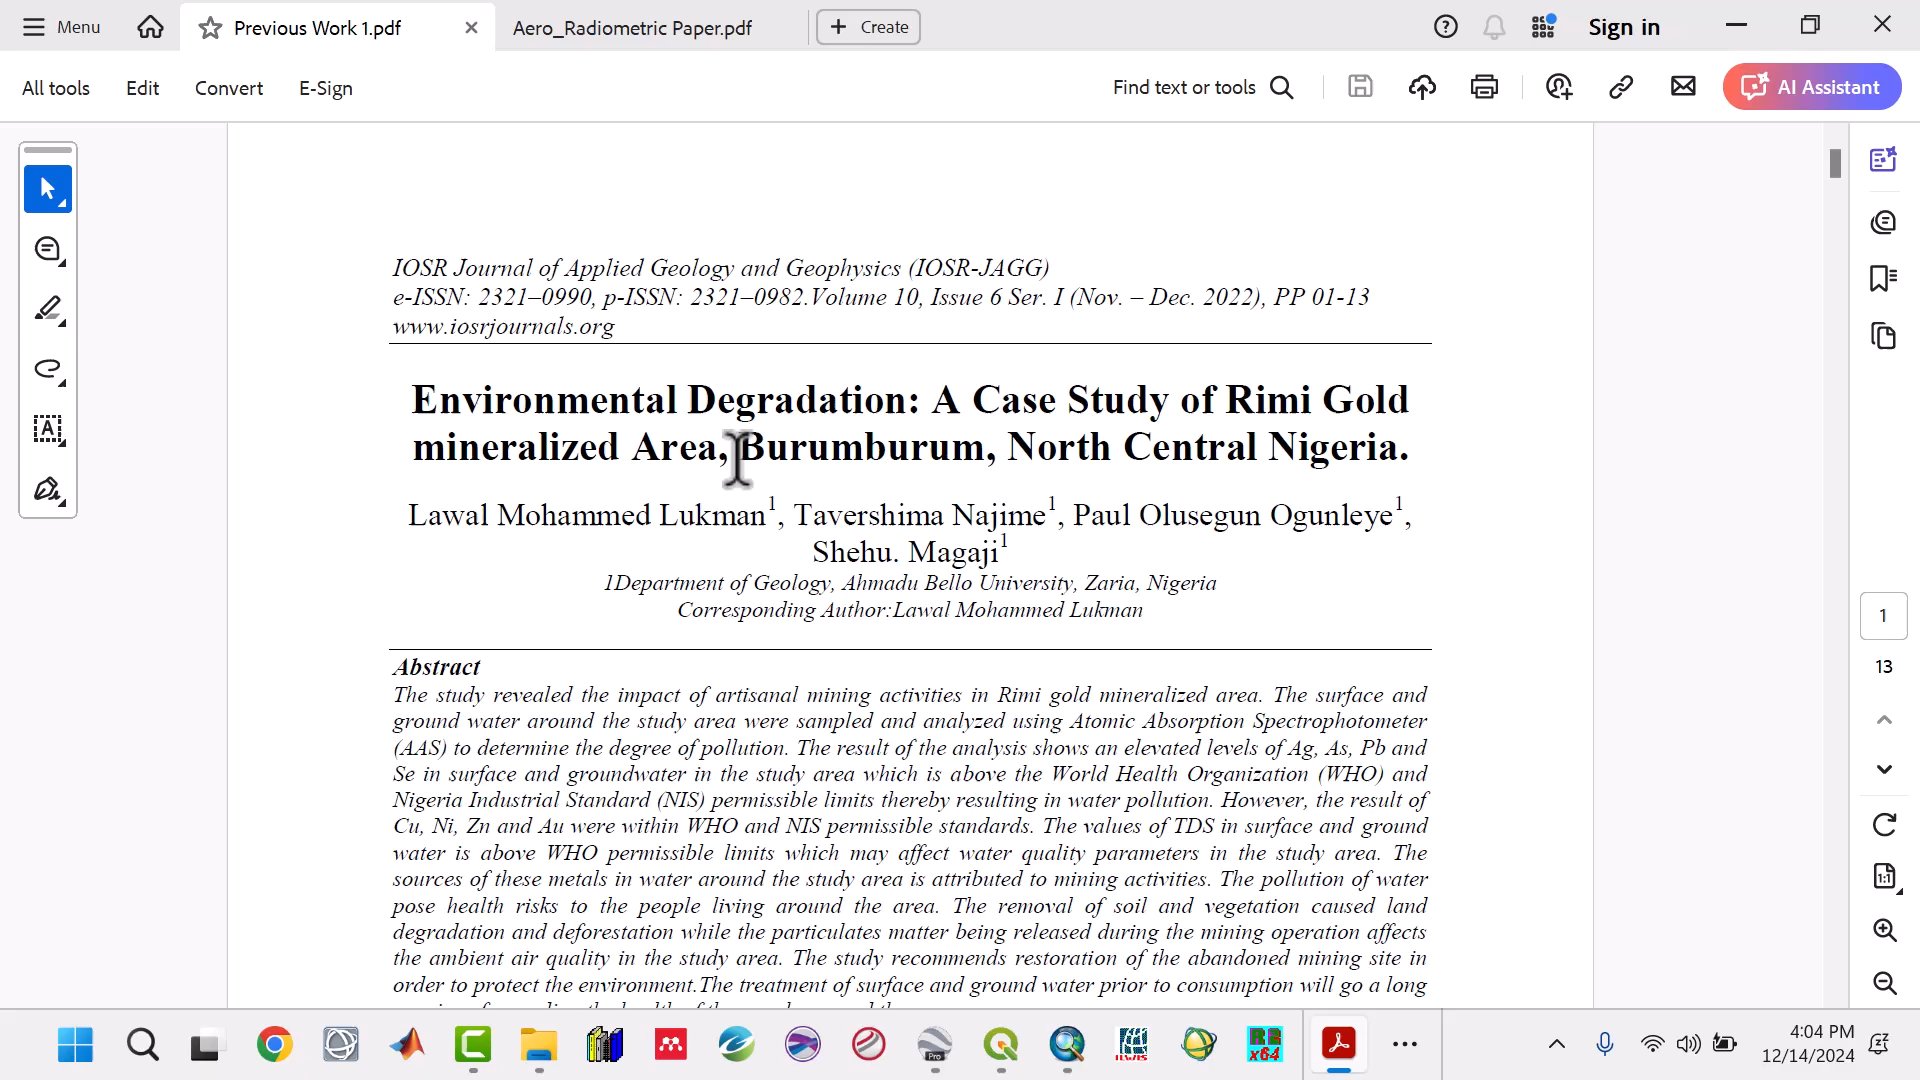 Menu
Previous Work 1.pdf
Aero_Radiometric Paper.pdf
Create
Sign in
All tools
Edit
Convert
E-Sign
Find text or tools
AI Assistant
IOSR Journal of Applied Geology and Geophysics (IOSR-JAGG)
e-ISSN: 2321–0990, p-ISSN: 2321–0982.Volume 10, Issue 6 Ser. I (Nov. – Dec. 2022), PP 01-13
www.iosrjournals.org
Environmental Degradation: A Case Study of Rimi Gold
mineralized Area, Burumburum, North Central Nigeria.
Lawal Mohammed Lukman1, Tavershima Najime1, Paul Olusegun Ogunleye1,
Shehu. Magaji1
1Department of Geology, Ahmadu Bello University, Zaria, Nigeria
Corresponding Author:Lawal Mohammed Lukman
Abstract
The study revealed the impact of artisanal mining activities in Rimi gold mineralized area. The surface and
ground water around the study area were sampled and analyzed using Atomic Absorption Spectrophotometer
(AAS) to determine the degree of pollution. The result of the analysis shows an elevated levels of Ag, As, Pb and
Se in surface and groundwater in the study area which is above the World Health Organization (WHO) and
Nigeria Industrial Standard (NIS) permissible limits thereby resulting in water pollution. However, the result of
Cu, Ni, Zn and Au were within WHO and NIS permissible standards. The values of TDS in surface and ground
water is above WHO permissible limits which may affect water quality parameters in the study area. The
sources of these metals in water around the study area is attributed to mining activities. The pollution of water
pose health risks to the people living around the area. The removal of soil and vegetation caused land
degradation and deforestation while the particulates matter being released during the mining operation affects
the ambient air quality in the study area. The study recommends restoration of the abandoned mining site in
order to protect the environment.The treatment of surface and ground water prior to consumption will go a long
1
13
1:1
Pro
ILWIS
RR
x64
4:04 PM
12/14/2024